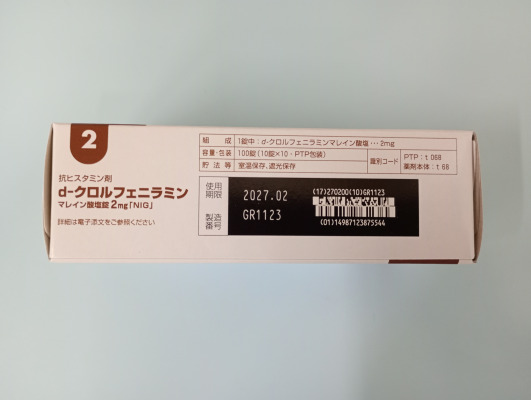 2
抗ヒスタミン剤
d-クロルフェニラミン
マレイン酸塩錠2mg「NIG」
詳細は電子添文をご参照ください
組成 1錠中:d-クロルフェニラミンマレイン酸塩…2mg
容量・包装 100錠(10錠×10・PTP包装)
貯法等 室温保存、遮光保存
識別コード
PTP:t 068
薬剤本体:t 68
使用期限 2027.02
製造番号 GR1123
(17)270200(10)GR1123
(01)14987123875544